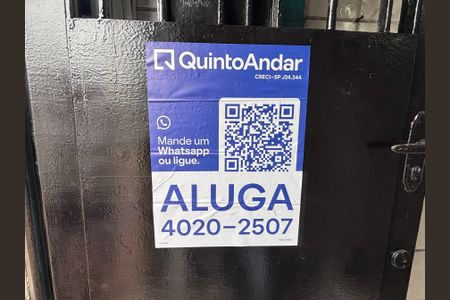 QuintoAndar
CRECI-SP J24.344
Mande um
Whatsapp
ou ligue.
ALUGA
4020-2507